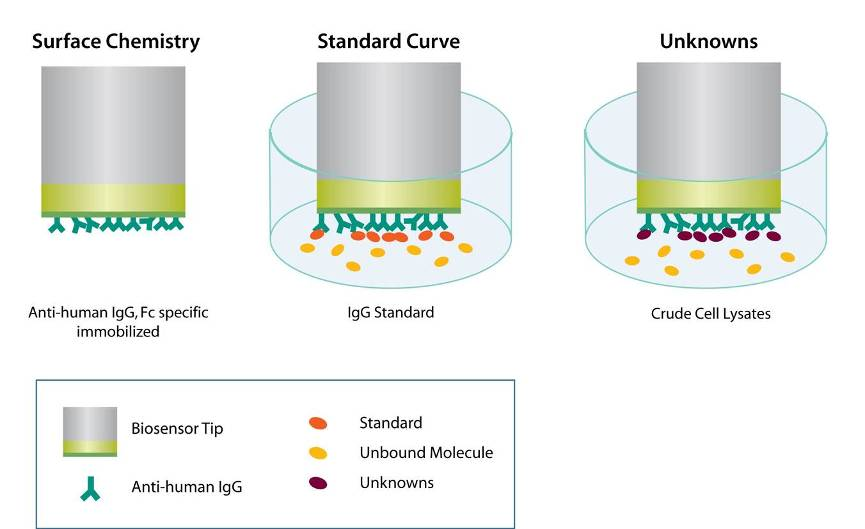 Surface Chemistry
Standard Curve
Unknowns
Anti-human IgG, Fc specific
immobilized
IgG Standard
Crude Cell Lysates
Biosensor Tip
Anti-human IgG
Standard
Unbound Molecule
Unknowns